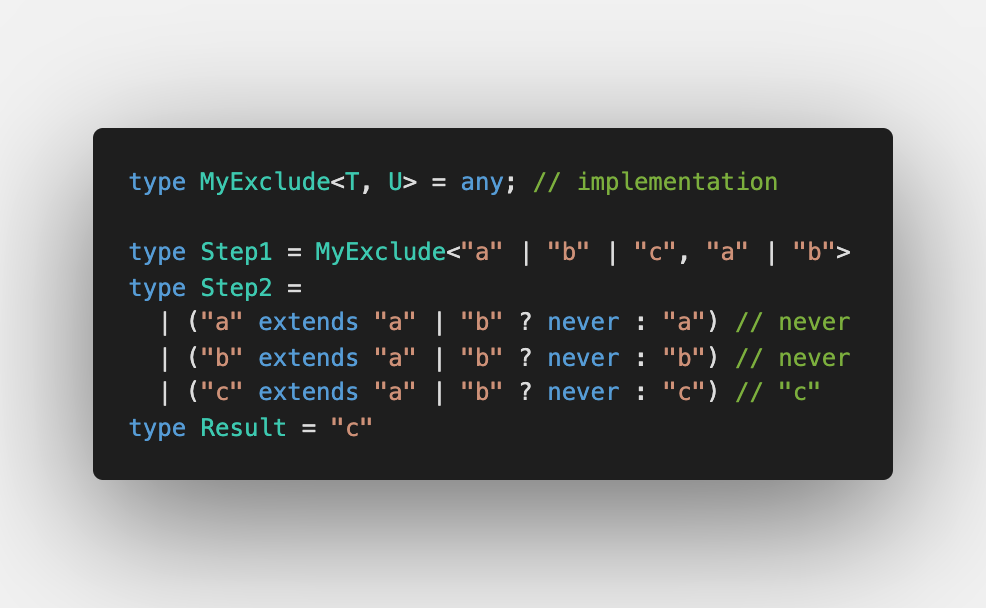 type MyExclude<T, U> = any; // implementation
type Step1 = MyExclude<"a" | "b" | "c", "a" | "b">
type Step2 =
| ("a" extends "a" | "b" ? never : "a") // never
| ("b" extends "a" | "b" ? never : "b") // never
| ("c" extends "a" | "b" ? never : "c") // "c"
type Result = "c"